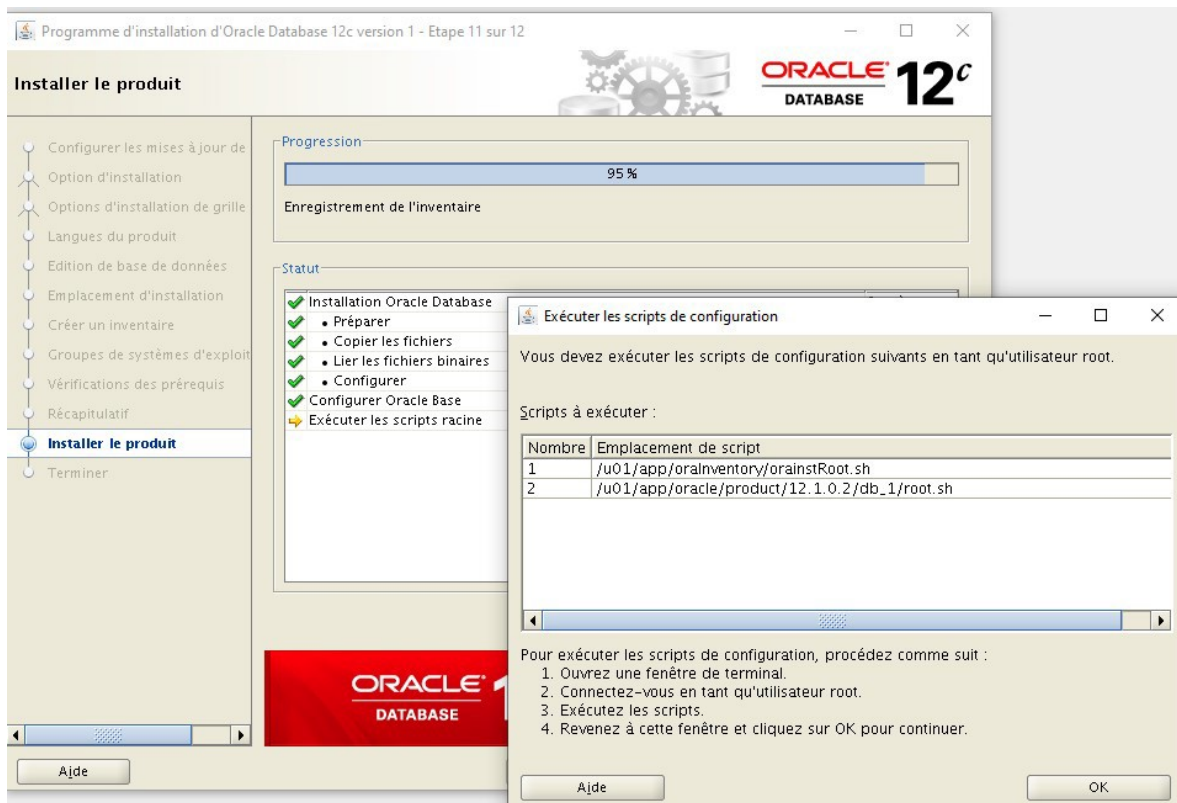 Programme d'installation d'Oracle Database 12c version 1 - Etape 11 sur 12
Installer le produit
ORACLE 12c
DATABASE
Configurer les mises à jour de
Option d'installation
Options d'installation de grille
Langues du produit
Edition de base de données
Emplacement d'installation
Créer un inventaire
Groupes de systèmes d'exploit
Vérifications des prérequis
Récapitulatif
Installer le produit
Terminer
Progression
95 %
Enregistrement de l'inventaire
Statut
Installation Oracle Database
• Préparer
• Copier les fichiers
• Lier les fichiers binaires
• Configurer
Configurer Oracle Base
Exécuter les scripts racine
ORACLE
DATABASE
Aide
Exécuter les scripts de configuration
Vous devez exécuter les scripts de configuration suivants en tant qu'utilisateur root.
Scripts à exécuter :
Nombre Emplacement de script
1 /u01/app/oraInventory/orainstRoot.sh
2 /u01/app/oracle/product/12.1.0.2/db_1/root.sh
Pour exécuter les scripts de configuration, procédez comme suit :
1. Ouvrez une fenêtre de terminal.
2. Connectez-vous en tant qu'utilisateur root.
3. Exécutez les scripts.
4. Revenez à cette fenêtre et cliquez sur OK pour continuer.
Aide
OK